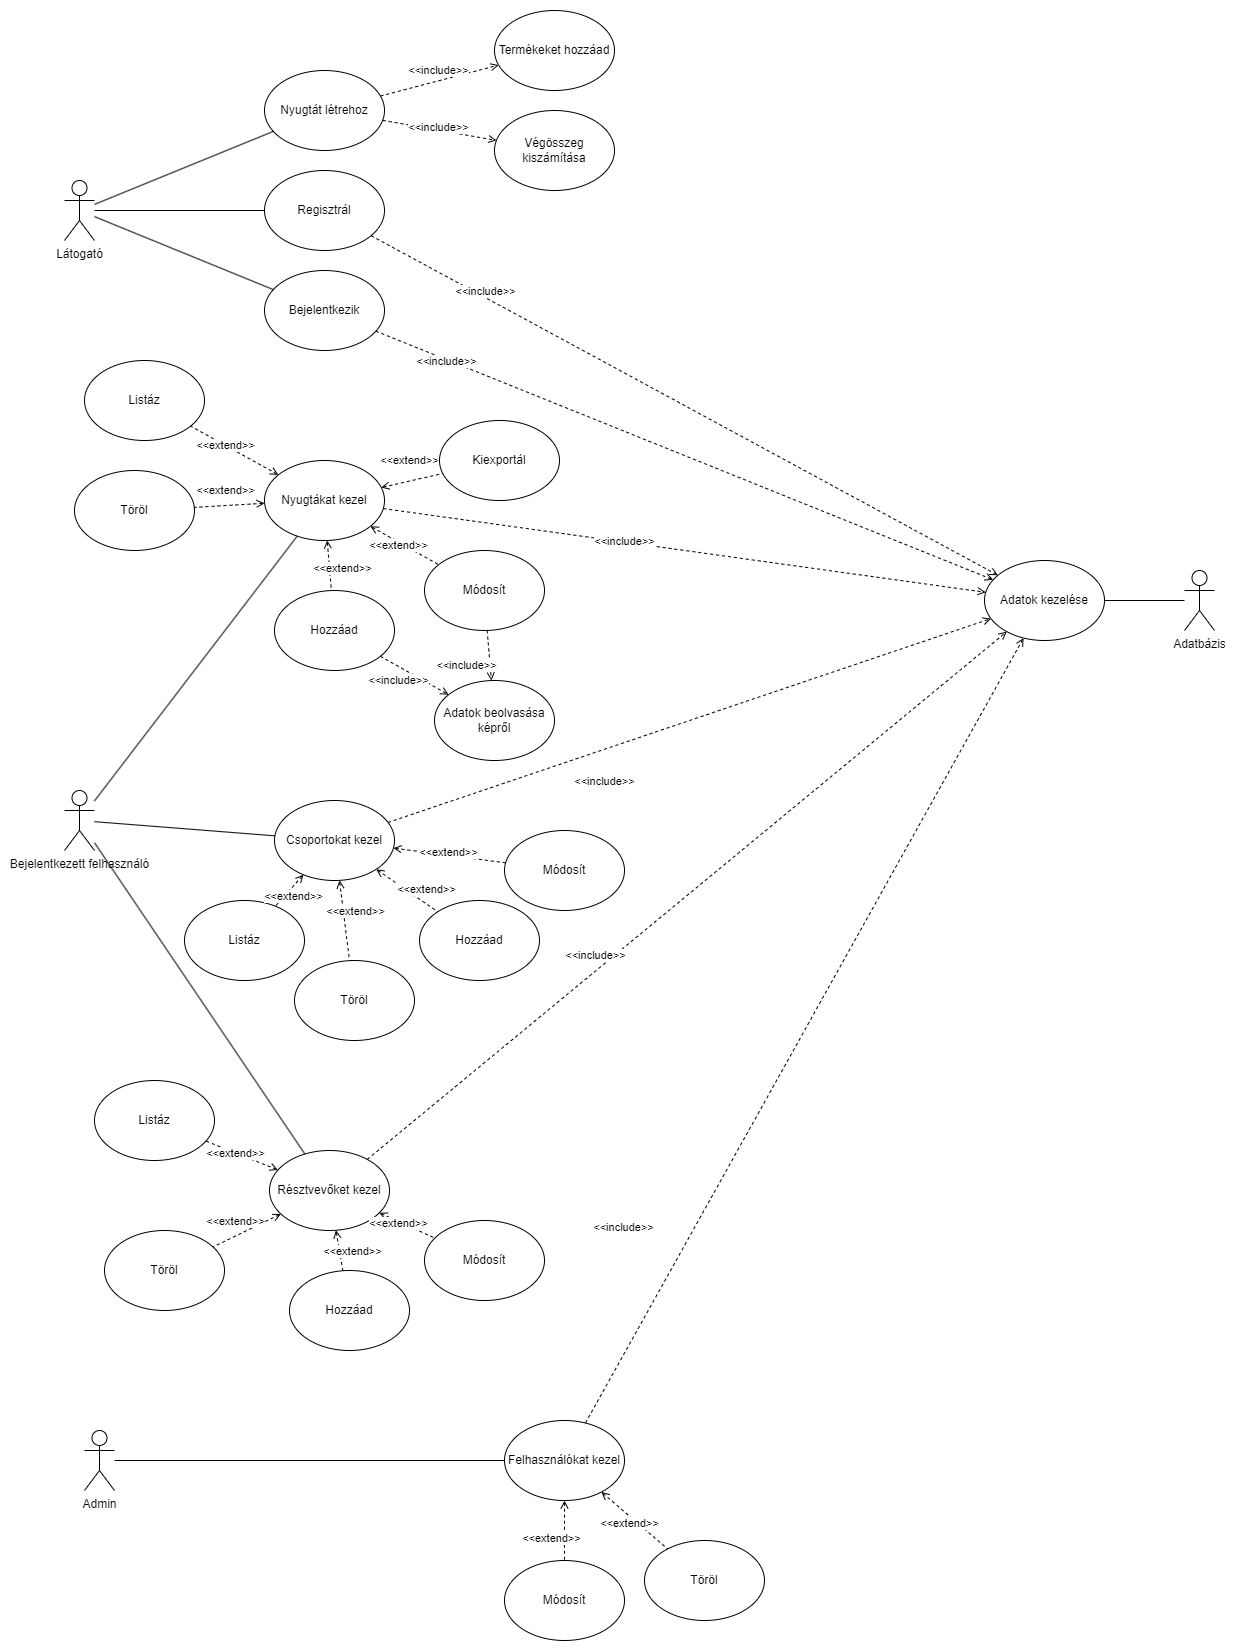 Termékeket hozzáad
<<include>>
Nyugtát létrehoz
<<include>>
Végösszeg
kiszámítása
Regisztrál
Látogató
<<include>>
Bejelentkezik
<<include>>
Listáz
<<extend>>
<<extend>>
Kiexportál
Töröl
<<extend>>
Nyugtákat kezel
<<extend>>
<<include>>
<<extend>>
Módosít
Hozzáad
Adatok kezelése
Adatbázis
<<include>>
<<include>>
Adatok beolvasása
képről
<<include>>
Csoportokat kezel
<<extend>>
Bejelentkezett felhasználó
Módosít
<<extend>>
<<extend>>
<<extend>>
Listáz
Hozzáad
Töröl
<<include>>
Listáz
<<extend>>
Résztvevőket kezel
<<extend>>
<<extend>>
<<include>>
<<extend>>
Módosít
Töröl
Hozzáad
Felhasználókat kezel
Admin
<<extend>>
<<extend>>
Töröl
Módosít